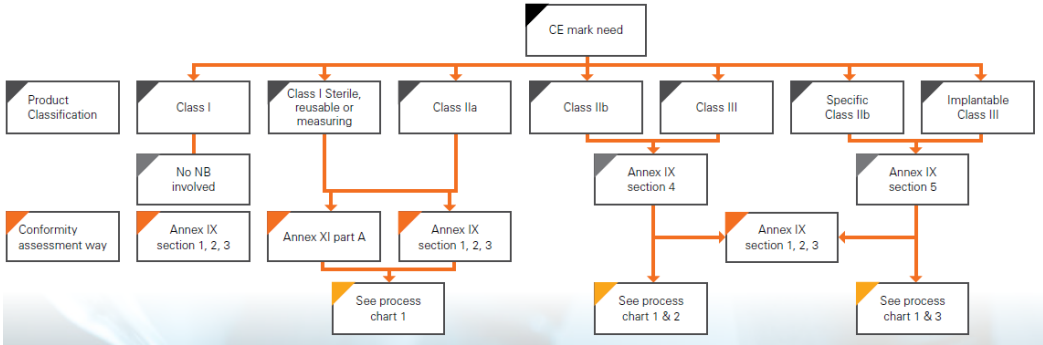 CE mark need
Product
Classification
Class I
Class I Sterile,
reusable or
measuring
Class IIa
Class IIb
Class III
Specific
Class IIb
Implantable
Class III
No NB
involved
Annex IX
section 4
Annex IX
section 5
Conformity
assessment way
Annex IX
section 1, 2, 3
Annex XI part A
Annex IX
section 1, 2, 3
Annex IX
section 1, 2, 3
See process
chart 1
See process
chart 1 & 2
See process
chart 1 & 3